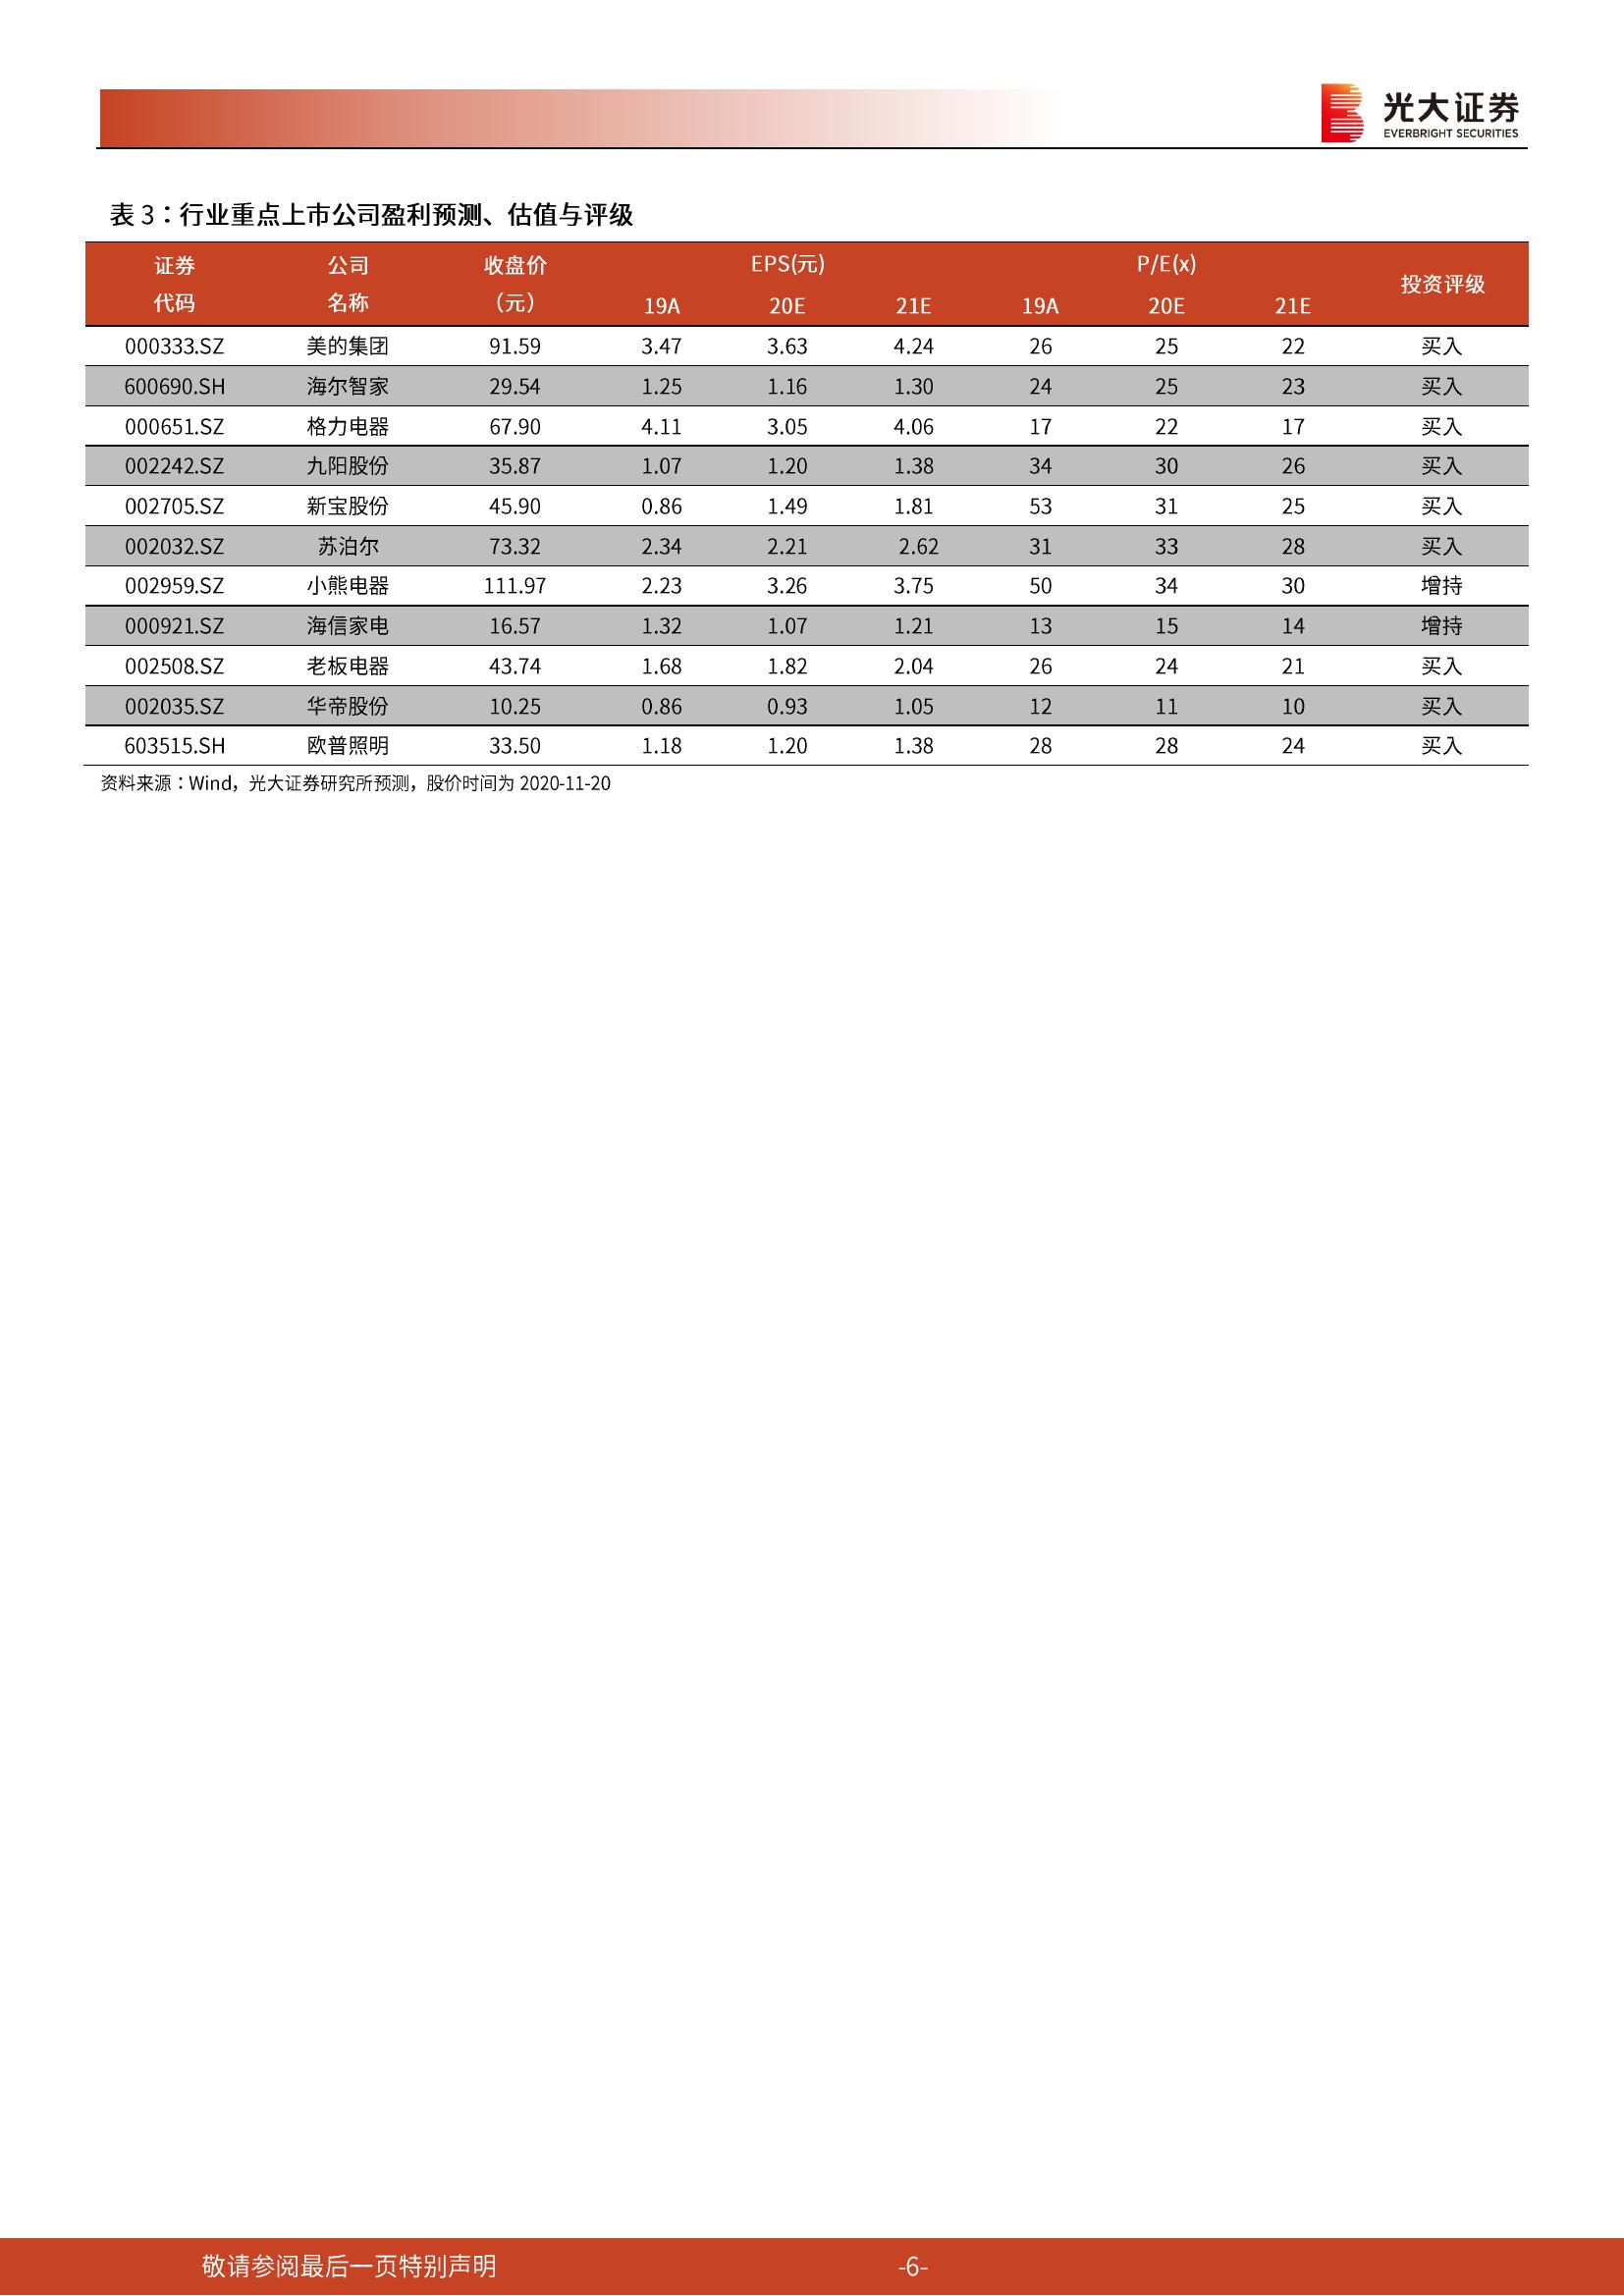 光大证券
EVERBRIGHT SECURITIES
表 3：行业重点上市公司盈利预测、估值与评级
证券代码 公司名称 收盘价（元） EPS(元) P/E(x) 投资评级
19A 20E 21E 19A 20E 21E
000333.SZ 美的集团 91.59 3.47 3.63 4.24 26 25 22 买入
600690.SH 海尔智家 29.54 1.25 1.16 1.30 24 25 23 买入
000651.SZ 格力电器 67.90 4.11 3.05 4.06 17 22 17 买入
002242.SZ 九阳股份 35.87 1.07 1.20 1.38 34 30 26 买入
002705.SZ 新宝股份 45.90 0.86 1.49 1.81 53 31 25 买入
002032.SZ 苏泊尔 73.32 2.34 2.21 2.62 31 33 28 买入
002959.SZ 小熊电器 111.97 2.23 3.26 3.75 50 34 30 增持
000921.SZ 海信家电 16.57 1.32 1.07 1.21 13 15 14 增持
002508.SZ 老板电器 43.74 1.68 1.82 2.04 26 24 21 买入
002035.SZ 华帝股份 10.25 0.86 0.93 1.05 12 11 10 买入
603515.SH 欧普照明 33.50 1.18 1.20 1.38 28 28 24 买入
资料来源：Wind，光大证券研究所预测，股价时间为 2020-11-20
敬请参阅最后一页特别声明 -6-